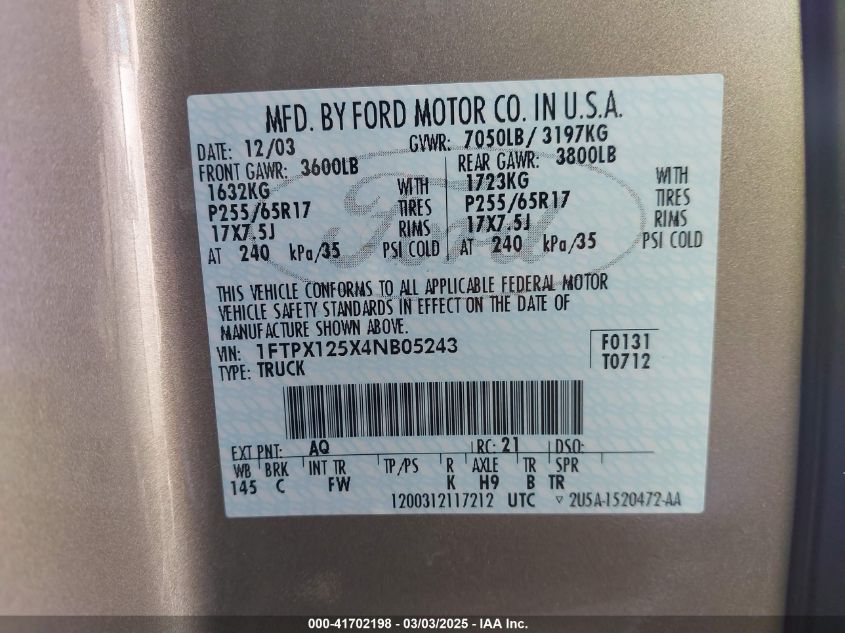 MFD. BY FORD MOTOR CO. IN U.S.A.
DATE: 12/03 GVWR: 7050LB/ 3197KG
FRONT GAWR: 3600LB REAR GAWR: 3800LB
1632KG WITH 1723KG WITH
P255/65R17 TIRES P255/65R17 TIRES
17X7.5J RIMS 17X7.5J RIMS
AT 240 kPa/35 PSI COLD AT 240 kPa/35 PSI COLD
Ford
THIS VEHICLE CONFORMS TO ALL APPLICABLE FEDERAL MOTOR
VEHICLE SAFETY STANDARDS IN EFFECT ON THE DATE OF
MANUFACTURE SHOWN ABOVE.
VIN: 1FTPX125X4NB05243 F0131
TYPE: TRUCK T0712
EXT PNT: AQ RC: 21 DSO:
WB BRK INT TR TP/PS R AXLE TR SPR
145 C FW K H9 B TR
1200312117212 UTC ▿ 2U5A-1520472-AA
000-41702198 - 03/03/2025 - IAA Inc.